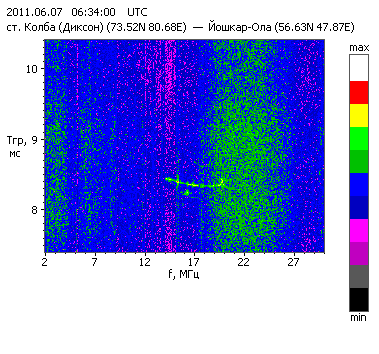 2011.06.07 06:34:00 UTC
ст. Колба (Диксон) (73.52N 80.68E) — Йошкар-Ола (56.63N 47.87E)
max
10
Tгр,
мс
9
8
2 7 12 17 22 27
f, МГц
min